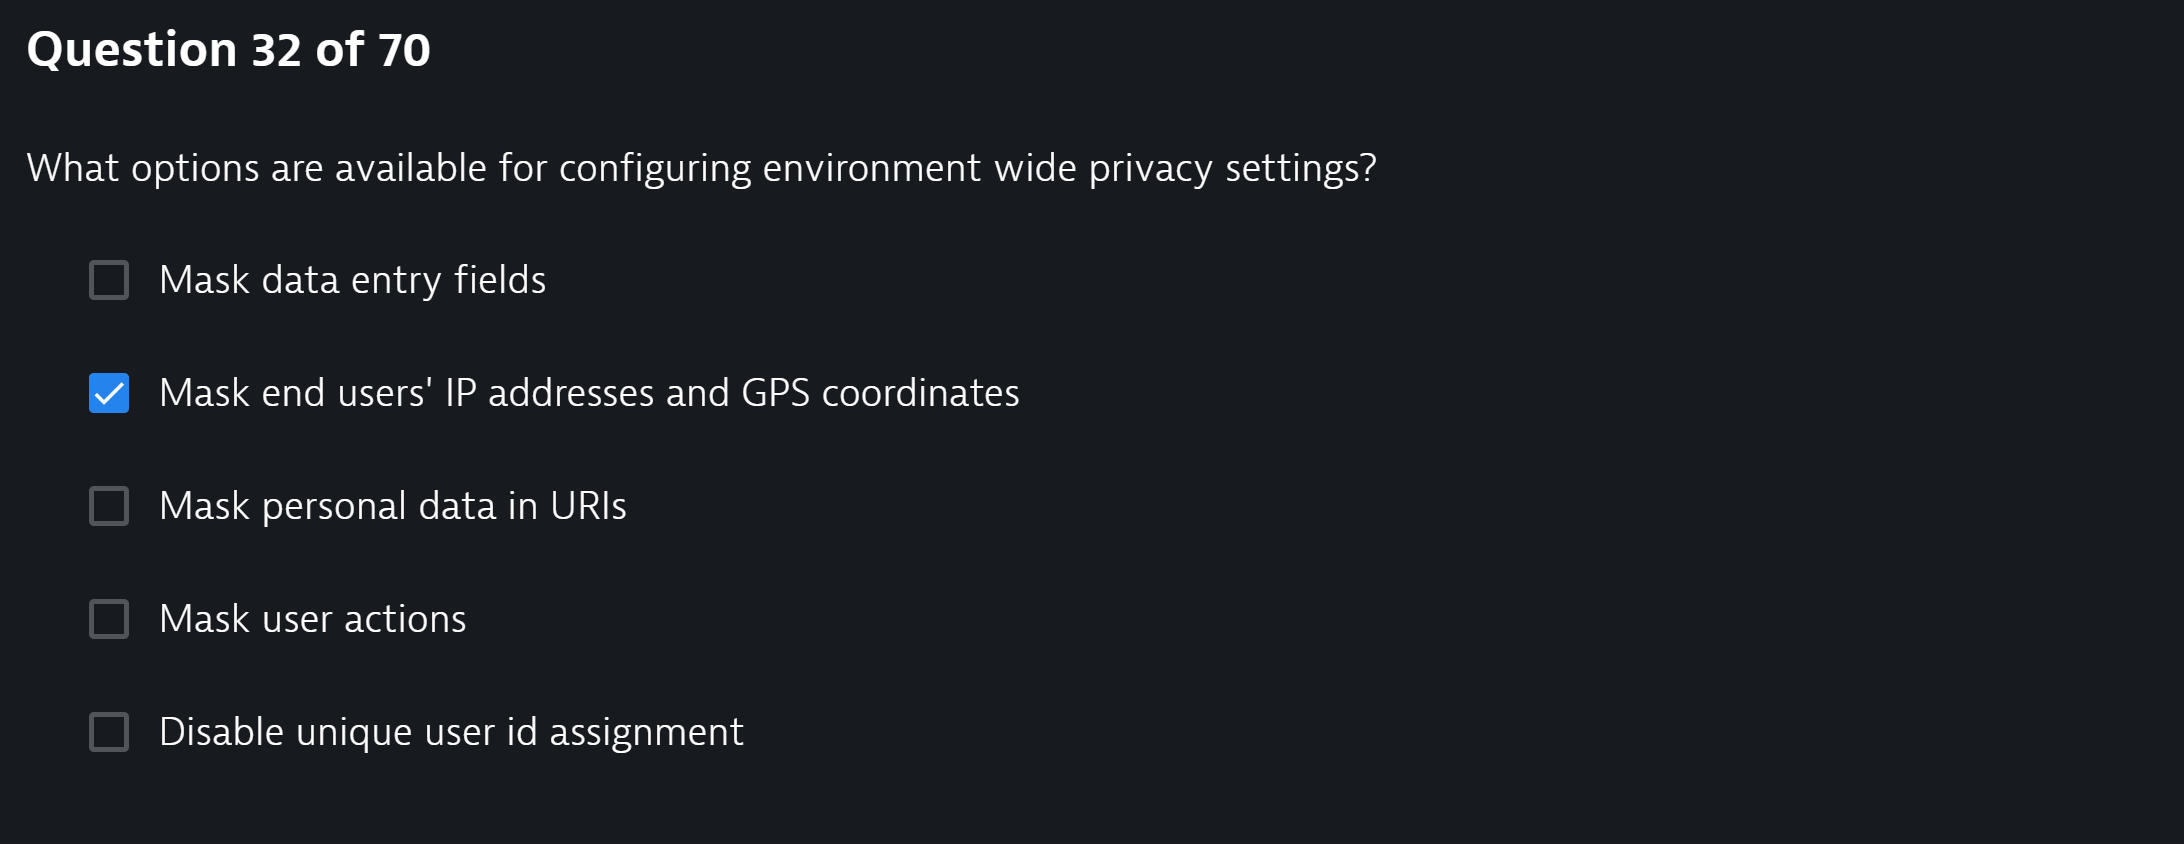 Question 32 of 70
What options are available for configuring environment wide privacy settings?
Mask data entry fields
Mask end users' IP addresses and GPS coordinates
Mask personal data in URIs
Mask user actions
Disable unique user id assignment